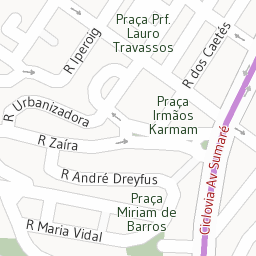 Praça Prf.
Lauro
Travassos
R Iperoig
R dos Caetés
Praça
Irmãos
Karmam
R Urbanizadora
R Zaíra
Ciclovia Av Sumaré
R André Dreyfus
Praça
Miriam de
Barros
R Maria Vidal